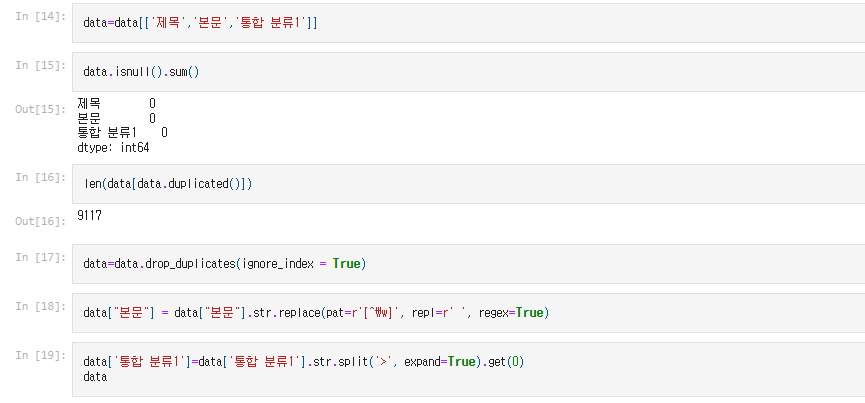 In [14]: data=data[['제목','본문','통합 분류1']]
In [15]: data.isnull().sum()
Out[15]: 제목 0
본문 0
통합 분류1 0
dtype: int64
In [16]: len(data[data.duplicated()])
Out[16]: 9117
In [17]: data=data.drop_duplicates(ignore_index = True)
In [18]: data["본문"] = data["본문"].str.replace(pat=r'[^₩w]', repl=r' ', regex=True)
In [19]: data['통합 분류1']=data['통합 분류1'].str.split('>', expand=True).get(0)
data